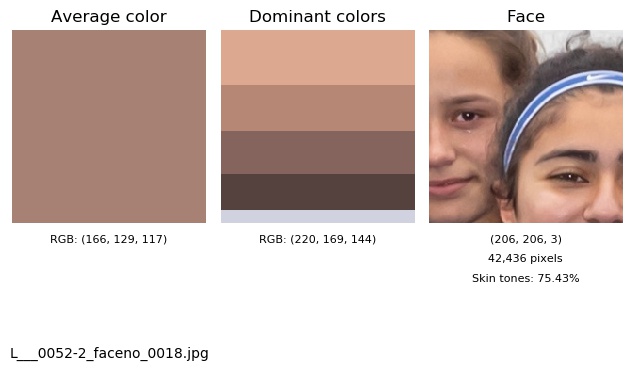 Average color
Dominant colors
Face
RGB: (166, 129, 117)
RGB: (220, 169, 144)
(206, 206, 3)
42,436 pixels
Skin tones: 75.43%
L___0052-2_faceno_0018.jpg